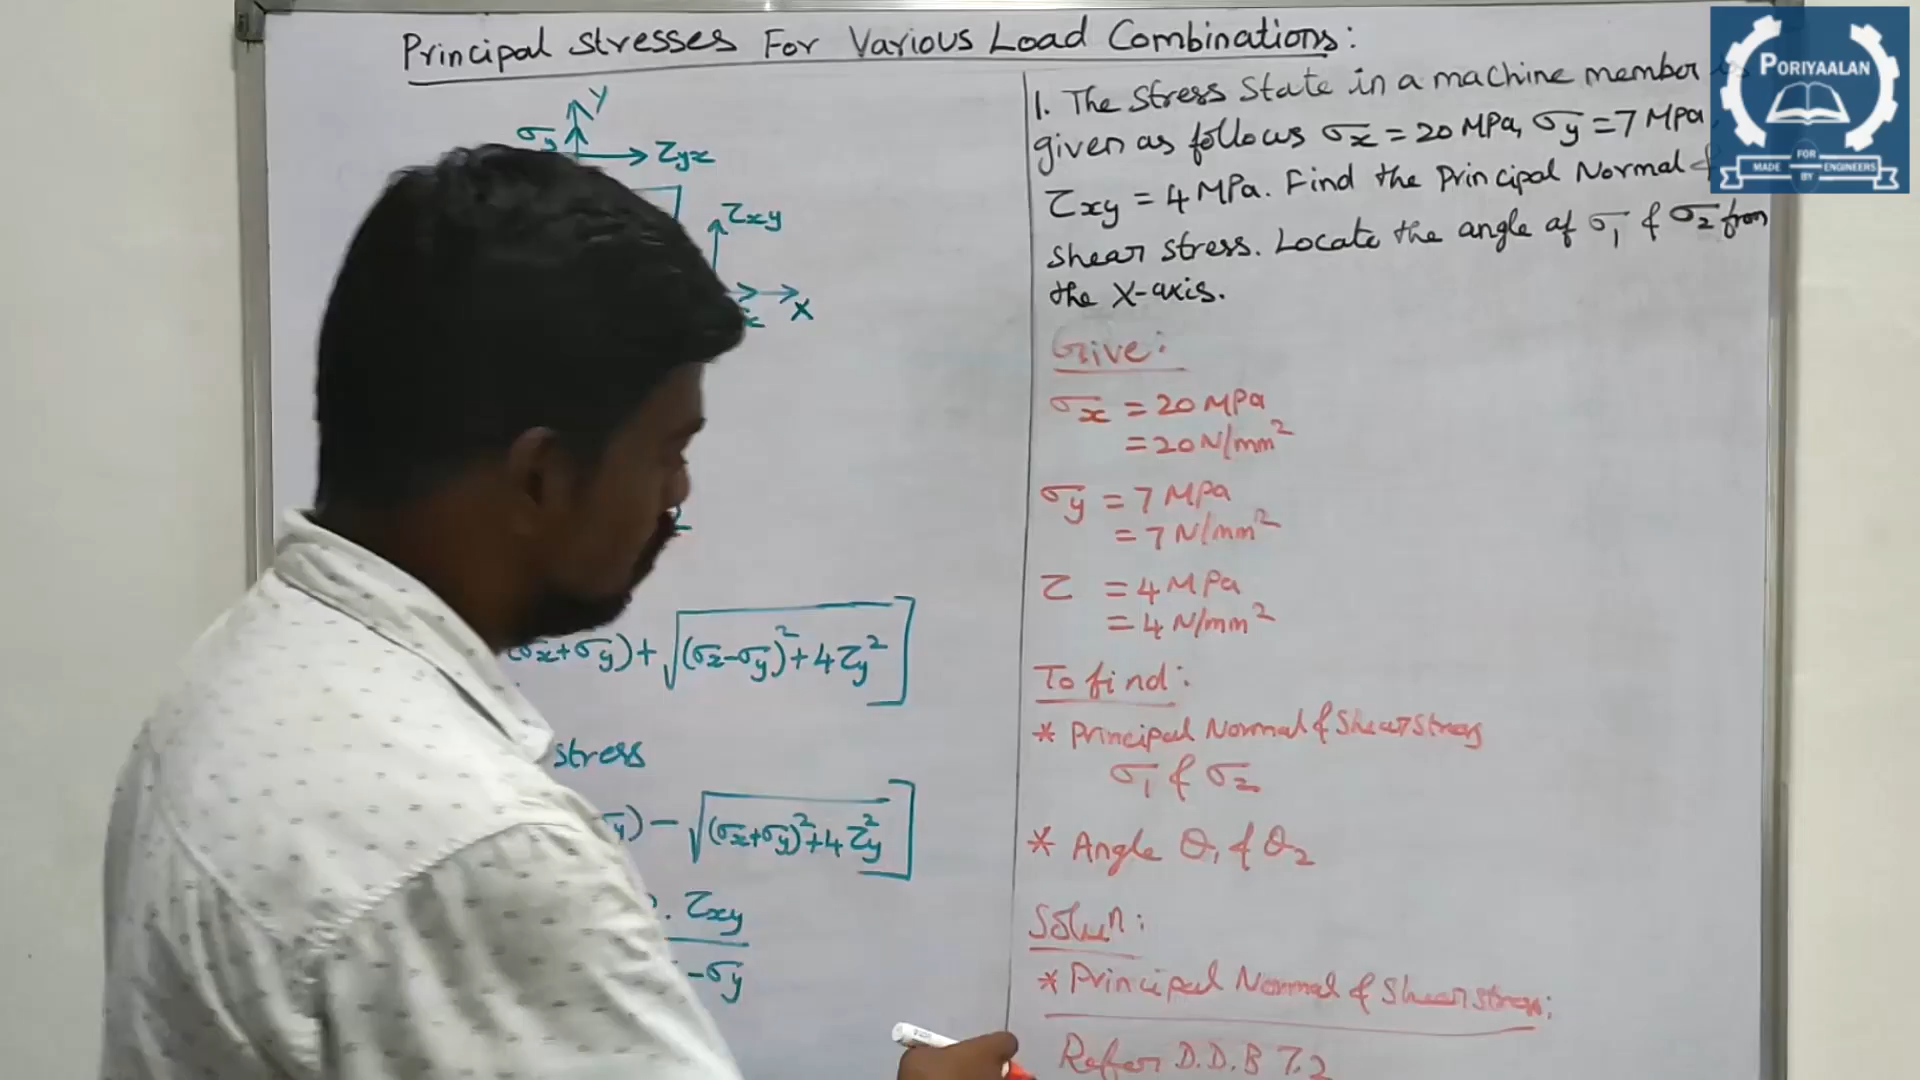 Principal Stresses For Various Load Combinations:
Y
σy
τyx
τxy
X
σx+σy)+√(σx-σy)²+4τy²]
stress
) - √(σx+σy)²+4τy²]
. τxy
-σy
1. The Stress State in a machine member
given as follows σx = 20 MPa, σy = 7 MPa,
τxy = 4 MPa. Find the Principal Normal &
shear stress. Locate the angle of σ1 & σ2 from
the X-axis.
Give:
σx = 20 MPa
= 20 N/mm²
σy = 7 MPa
= 7 N/mm²
τ = 4 MPa
= 4 N/mm²
To find:
* Principal Normal & Shear Stress
σ1 & σ2
* Angle θ1 & θ2
Solun:
* Principal Normal & Shear stress:
Refer D.D.B 7.2
PORIYAALAN
MADE FOR BY ENGINEERS